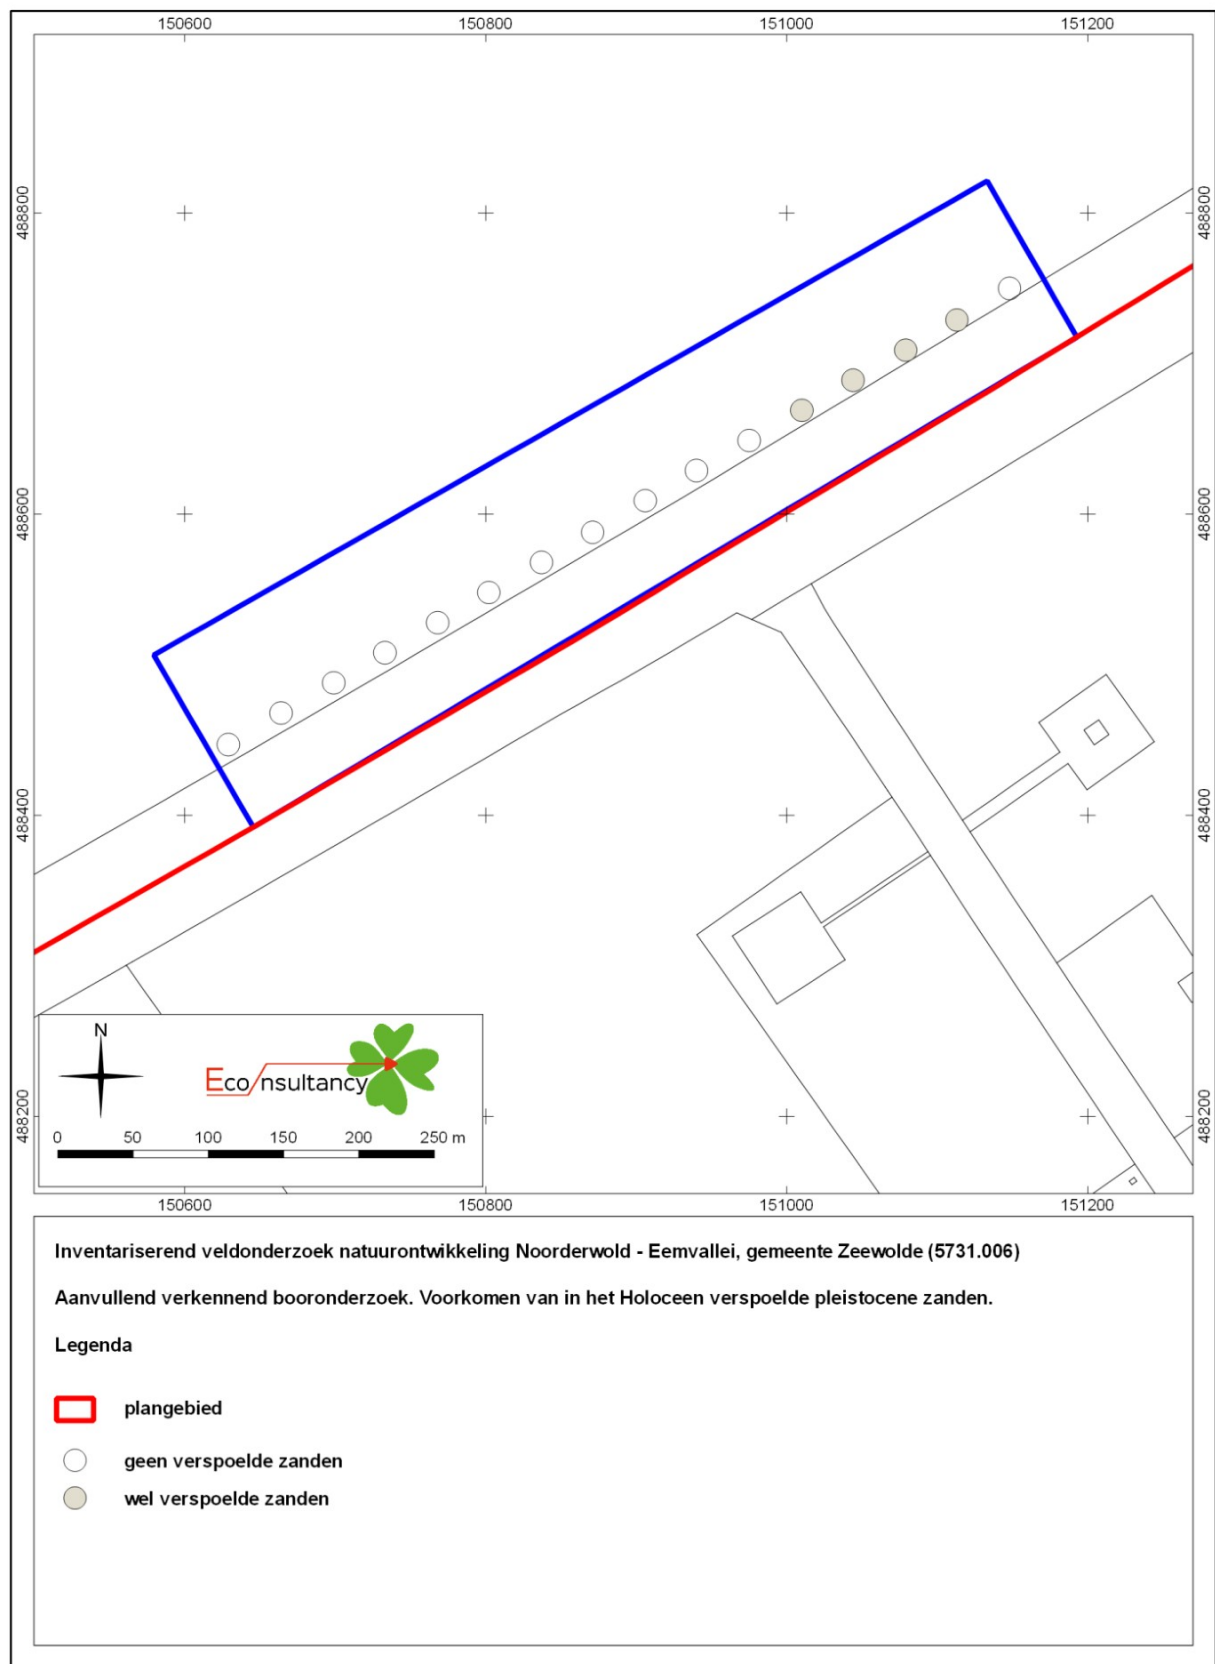 150600 150800 151000 151200
488800 488800
488600 488600
488400 488400
488200 488200
N
Eco/nsultancy
0 50 100 150 200 250 m
150600 150800 151000 151200
Inventariserend veldonderzoek natuurontwikkeling Noorderwold - Eemvallei, gemeente Zeewolde (5731.006)
Aanvullend verkennend booronderzoek. Voorkomen van in het Holoceen verspoelde pleistocene zanden.
Legenda
plangebied
geen verspoelde zanden
wel verspoelde zanden